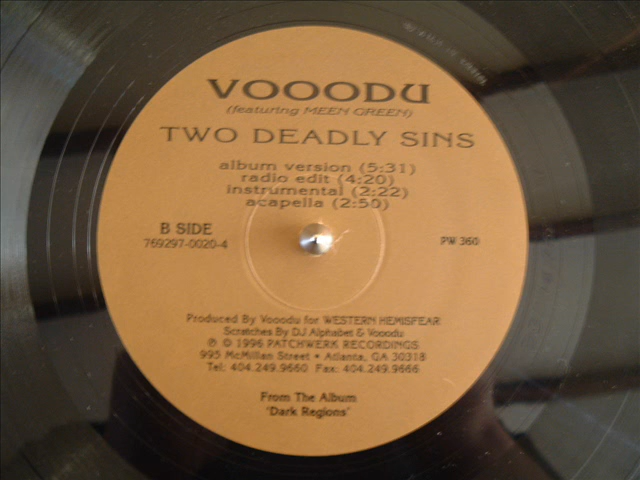 VOOODU
(featuring MEEN GREEN)
TWO DEADLY SINS
album version (5:31)
radio edit (4:20)
instrumental (2:22)
acapella (2:50)
B SIDE
769297-0020-4
PW 360
Produced By Vooodu for WESTERN HEMISFEAR
Scratches By DJ Alphabet & Vooodu
℗ © 1996 PATCHWERK RECORDINGS
995 McMillan Street • Atlanta, GA 30318
Tel: 404.249.9660 Fax: 404.249.9666
From The Album
'Dark Regions'